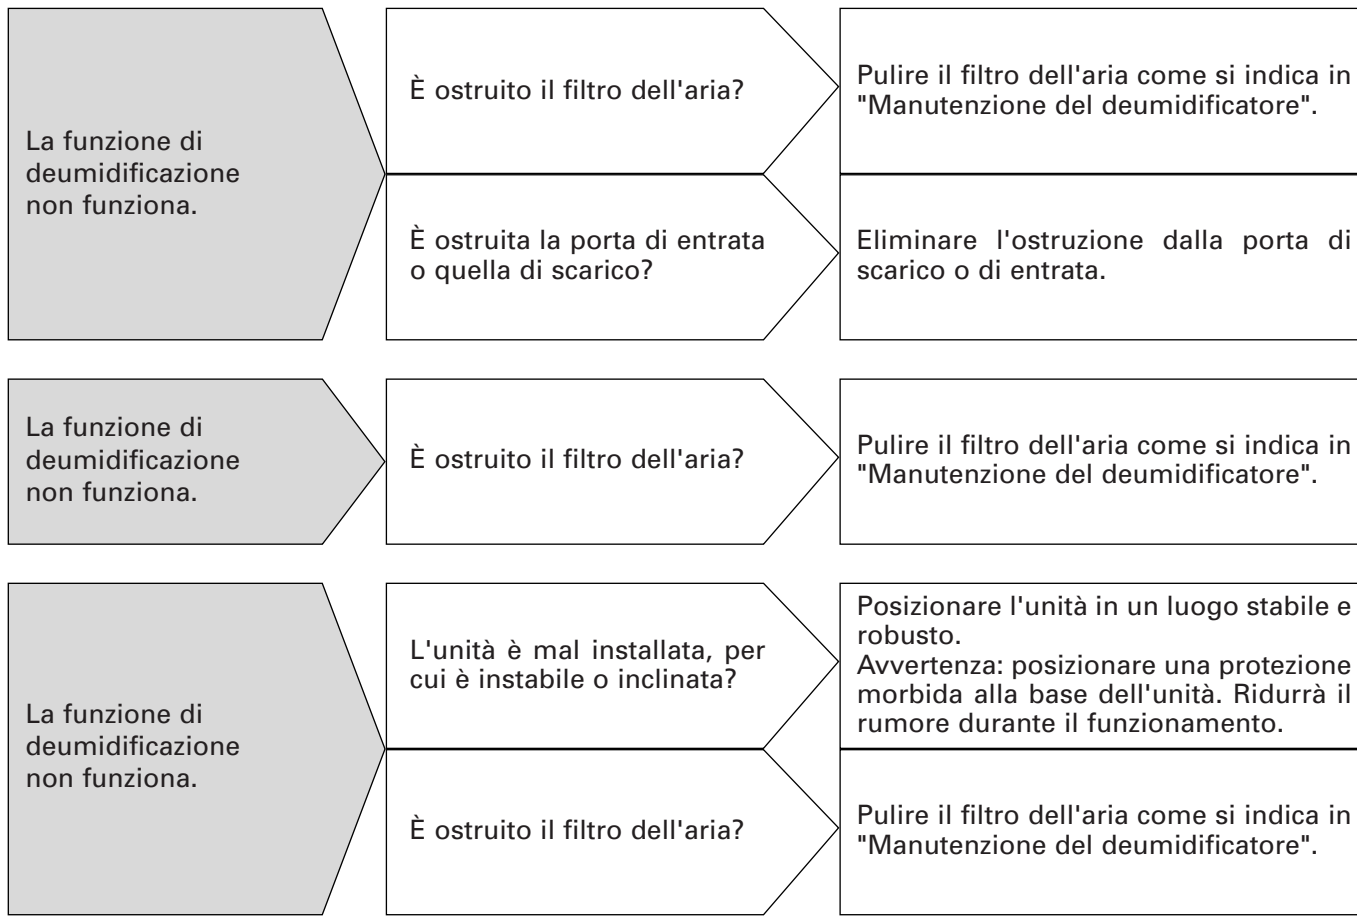 La funzione di
deumidificazione
non funziona.
È ostruito il filtro dell'aria?
Pulire il filtro dell'aria come si indica in
"Manutenzione del deumidificatore".
È ostruita la porta di entrata
o quella di scarico?
Eliminare l'ostruzione dalla porta di
scarico o di entrata.
La funzione di
deumidificazione
non funziona.
È ostruito il filtro dell'aria?
Pulire il filtro dell'aria come si indica in
"Manutenzione del deumidificatore".
La funzione di
deumidificazione
non funziona.
L'unità è mal installata, per
cui è instabile o inclinata?
Posizionare l'unità in un luogo stabile e
robusto.
Avvertenza: posizionare una protezione
morbida alla base dell'unità. Ridurrà il
rumore durante il funzionamento.
È ostruito il filtro dell'aria?
Pulire il filtro dell'aria come si indica in
"Manutenzione del deumidificatore".